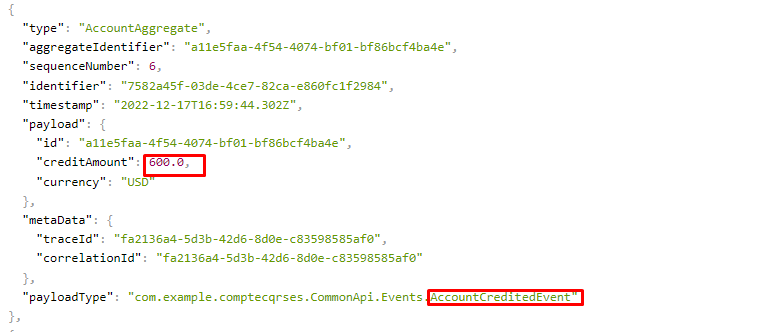 {
"type": "AccountAggregate",
"aggregateIdentifier": "a11e5faa-4f54-4074-bf01-bf86bcf4ba4e",
"sequenceNumber": 6,
"identifier": "7582a45f-03de-4ce7-82ca-e860fc1f2984",
"timestamp": "2022-12-17T16:59:44.302Z",
"payload": {
"id": "a11e5faa-4f54-4074-bf01-bf86bcf4ba4e",
"creditAmount": 600.0,
"currency": "USD"
},
"metaData": {
"traceId": "fa2136a4-5d3b-42d6-8d0e-c83598585af0",
"correlationId": "fa2136a4-5d3b-42d6-8d0e-c83598585af0"
},
"payloadType": "com.example.comptecqrses.CommonApi.Events.AccountCreditedEvent"
},